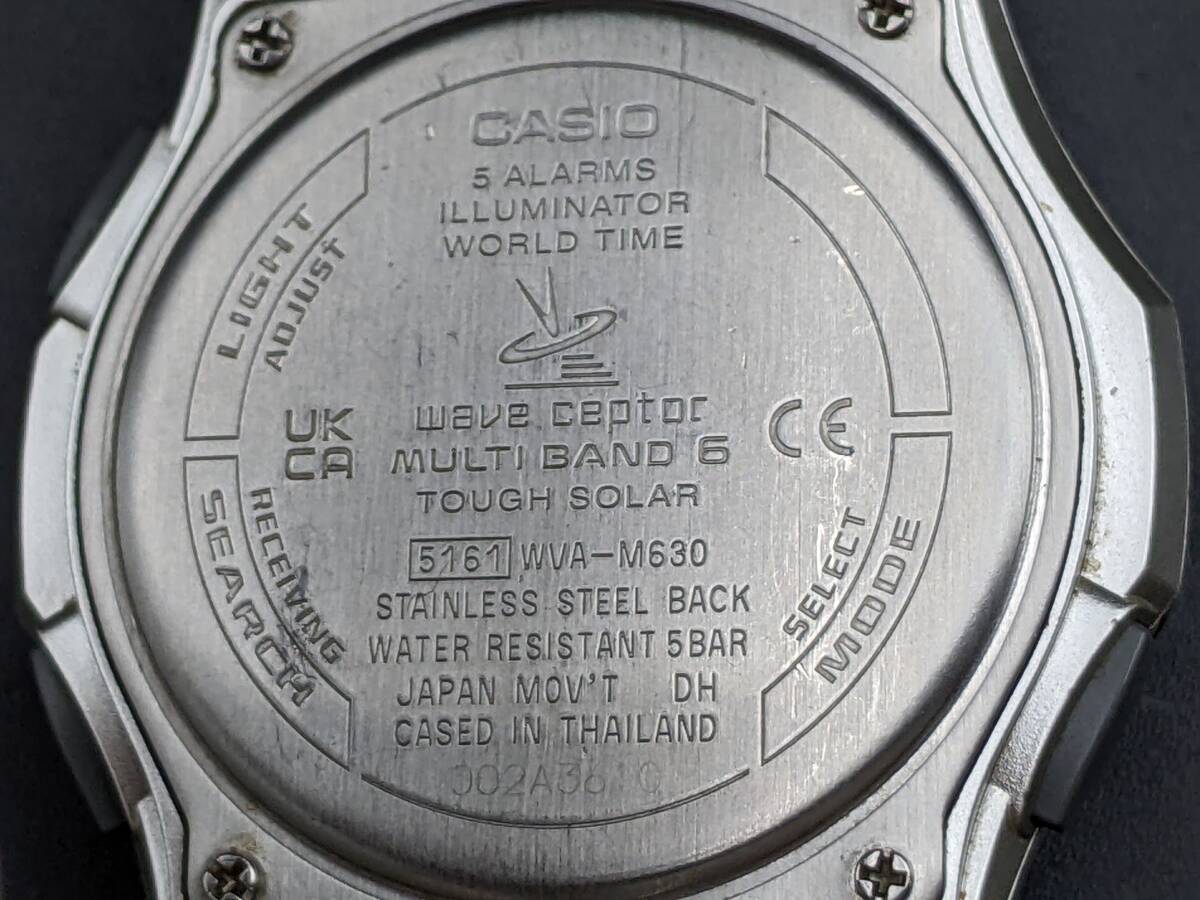 CASIO
5 ALARMS
ILLUMINATOR
WORLD TIME
LIGHT
ADJUST
wave ceptor
UK
CA
CE
MULTI BAND 6
TOUGH SOLAR
RECEIVING
SEARCH
SELECT
MODE
5161 WVA-M630
STAINLESS STEEL BACK
WATER RESISTANT 5BAR
JAPAN MOV'T DH
CASED IN THAILAND